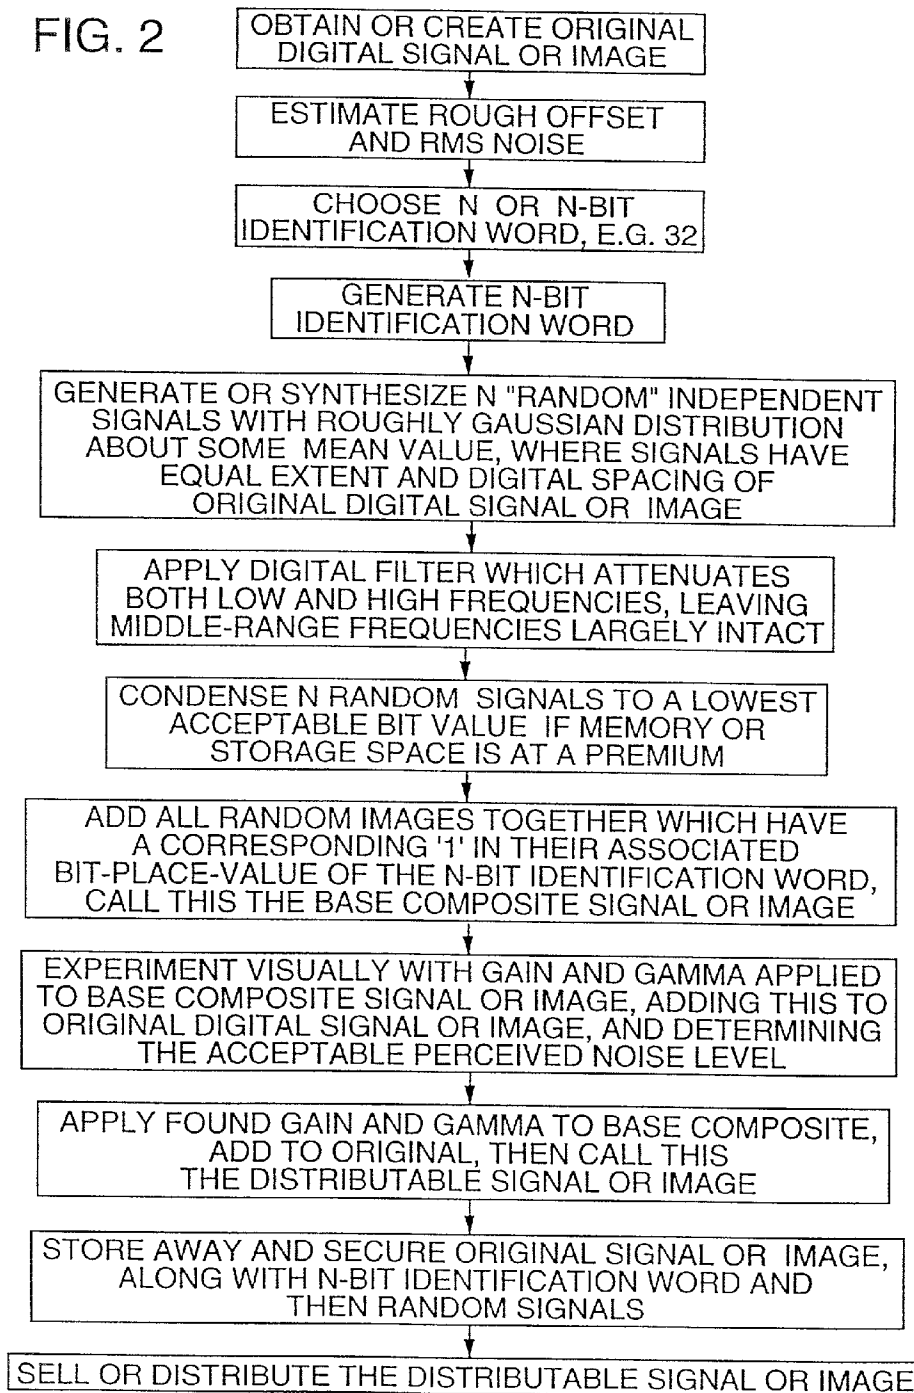 FIG. 2
OBTAIN OR CREATE ORIGINAL
DIGITAL SIGNAL OR IMAGE
ESTIMATE ROUGH OFFSET
AND RMS NOISE
CHOOSE N OR N-BIT
IDENTIFICATION WORD, E.G. 32
GENERATE N-BIT
IDENTIFICATION WORD
GENERATE OR SYNTHESIZE N "RANDOM" INDEPENDENT
SIGNALS WITH ROUGHLY GAUSSIAN DISTRIBUTION
ABOUT SOME MEAN VALUE, WHERE SIGNALS HAVE
EQUAL EXTENT AND DIGITAL SPACING OF
ORIGINAL DIGITAL SIGNAL OR IMAGE
APPLY DIGITAL FILTER WHICH ATTENUATES
BOTH LOW AND HIGH FREQUENCIES, LEAVING
MIDDLE-RANGE FREQUENCIES LARGELY INTACT
CONDENSE N RANDOM SIGNALS TO A LOWEST
ACCEPTABLE BIT VALUE IF MEMORY OR
STORAGE SPACE IS AT A PREMIUM
ADD ALL RANDOM IMAGES TOGETHER WHICH HAVE
A CORRESPONDING '1' IN THEIR ASSOCIATED
BIT-PLACE-VALUE OF THE N-BIT IDENTIFICATION WORD,
CALL THIS THE BASE COMPOSITE SIGNAL OR IMAGE
EXPERIMENT VISUALLY WITH GAIN AND GAMMA APPLIED
TO BASE COMPOSITE SIGNAL OR IMAGE, ADDING THIS TO
ORIGINAL DIGITAL SIGNAL OR IMAGE, AND DETERMINING
THE ACCEPTABLE PERCEIVED NOISE LEVEL
APPLY FOUND GAIN AND GAMMA TO BASE COMPOSITE,
ADD TO ORIGINAL, THEN CALL THIS
THE DISTRIBUTABLE SIGNAL OR IMAGE
STORE AWAY AND SECURE ORIGINAL SIGNAL OR IMAGE,
ALONG WITH N-BIT IDENTIFICATION WORD AND
THEN RANDOM SIGNALS
SELL OR DISTRIBUTE THE DISTRIBUTABLE SIGNAL OR IMAGE